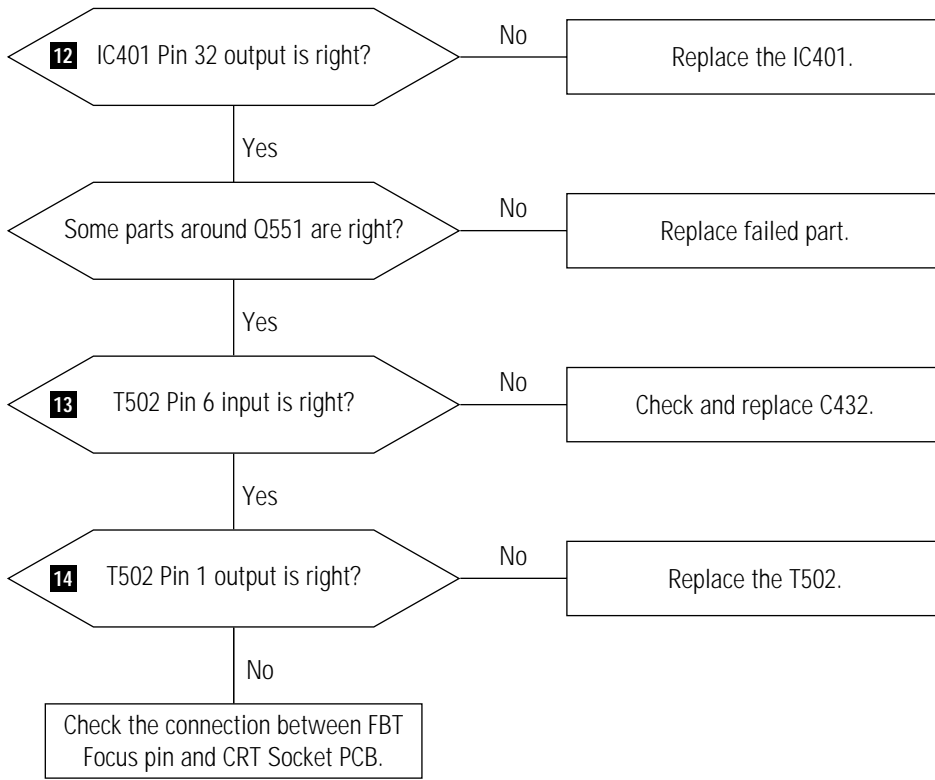 12 IC401 Pin 32 output is right?
No
Replace the IC401.
Yes
Some parts around Q551 are right?
No
Replace failed part.
Yes
13 T502 Pin 6 input is right?
No
Check and replace C432.
Yes
14 T502 Pin 1 output is right?
No
Replace the T502.
No
Check the connection between FBT
Focus pin and CRT Socket PCB.